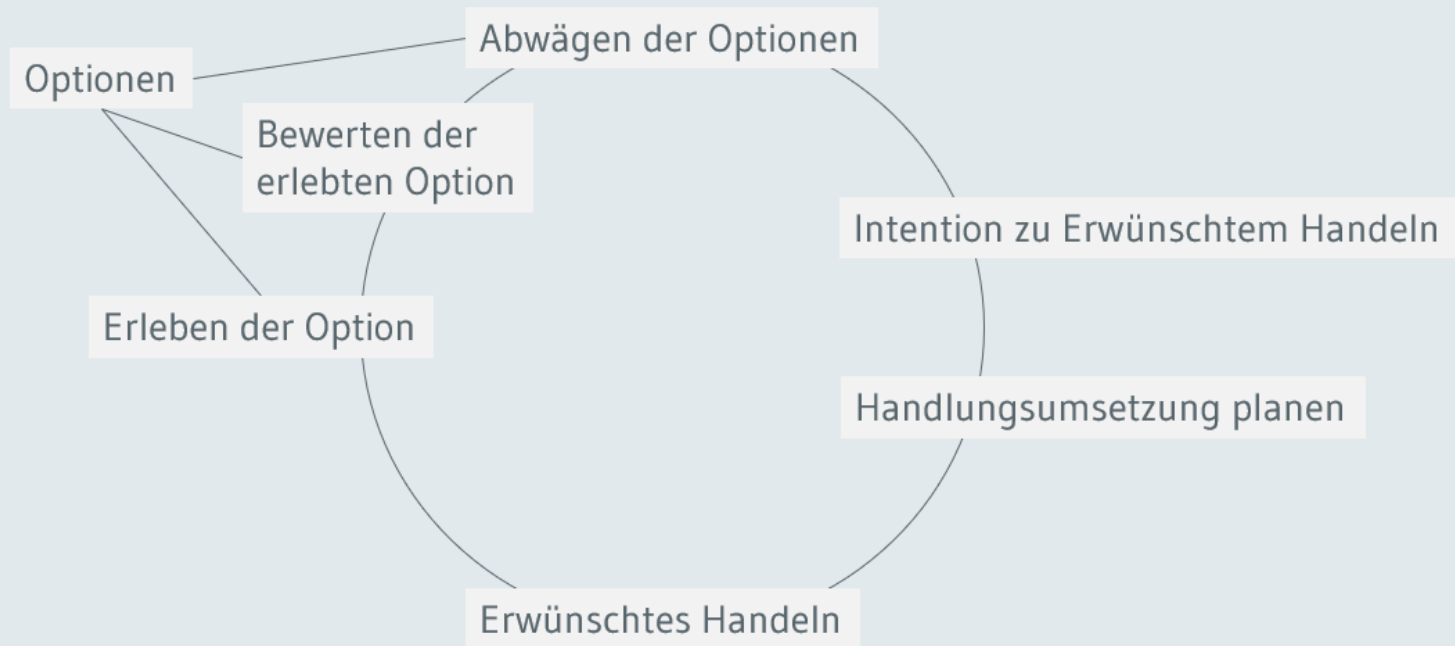 Abwägen der Optionen
Optionen
Bewerten der
erlebten Option
Intention zu Erwünschtem Handeln
Erleben der Option
Handlungsumsetzung planen
Erwünschtes Handeln